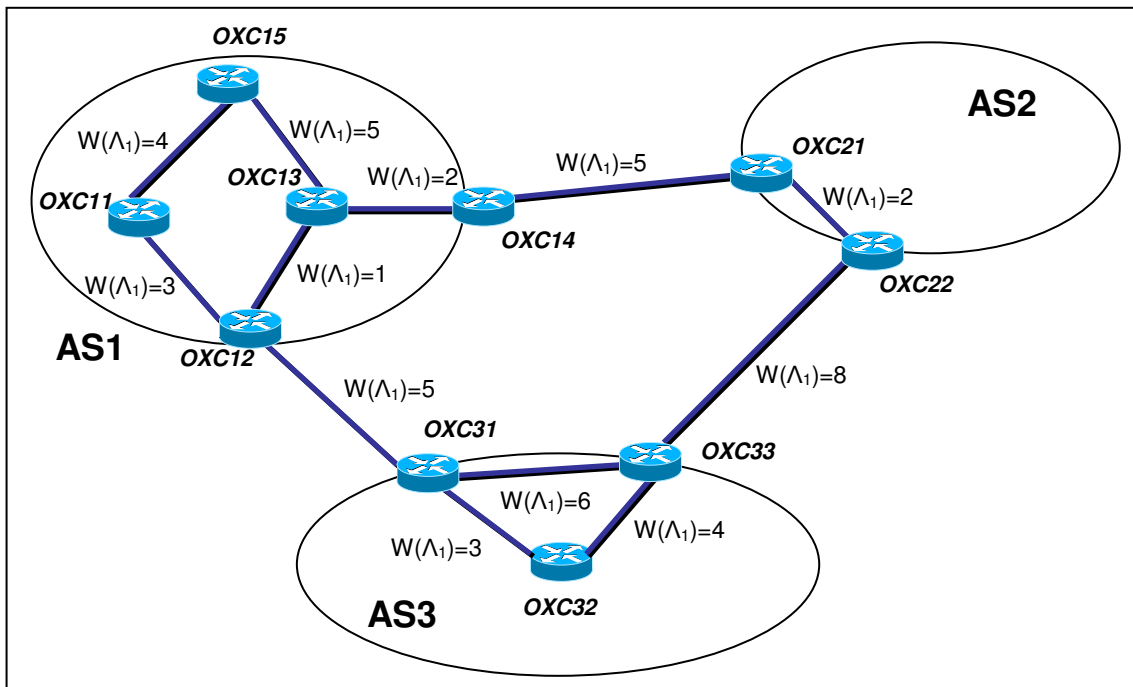 OXC15
AS2
W(Λ₁)=4
W(Λ₁)=5
OXC21
W(Λ₁)=5
OXC13
W(Λ₁)=2
OXC11
W(Λ₁)=2
OXC14
W(Λ₁)=3
W(Λ₁)=1
OXC22
AS1
OXC12
W(Λ₁)=5
W(Λ₁)=8
OXC31
OXC33
W(Λ₁)=6
W(Λ₁)=3
W(Λ₁)=4
AS3
OXC32